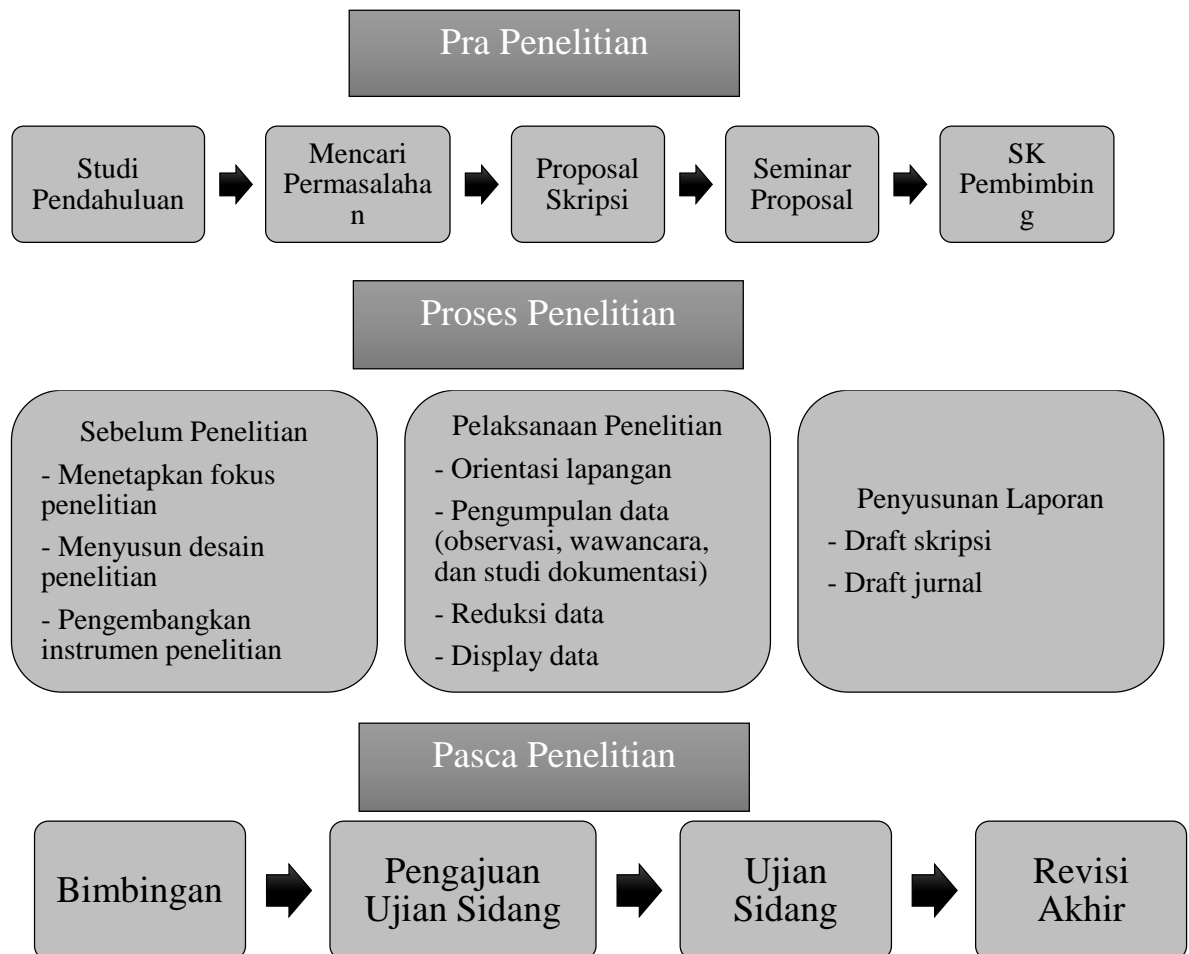 Pra Penelitian
Studi
Pendahuluan
Mencari
Permasalaha
n
Proposal
Skripsi
Seminar
Proposal
SK
Pembimbin
g
Proses Penelitian
Sebelum Penelitian
- Menetapkan fokus
penelitian
- Menyusun desain
penelitian
- Pengembangkan
instrumen penelitian
Pelaksanaan Penelitian
- Orientasi lapangan
- Pengumpulan data
(observasi, wawancara,
dan studi dokumentasi)
- Reduksi data
- Display data
Penyusunan Laporan
- Draft skripsi
- Draft jurnal
Pasca Penelitian
Bimbingan
Pengajuan
Ujian Sidang
Ujian
Sidang
Revisi
Akhir